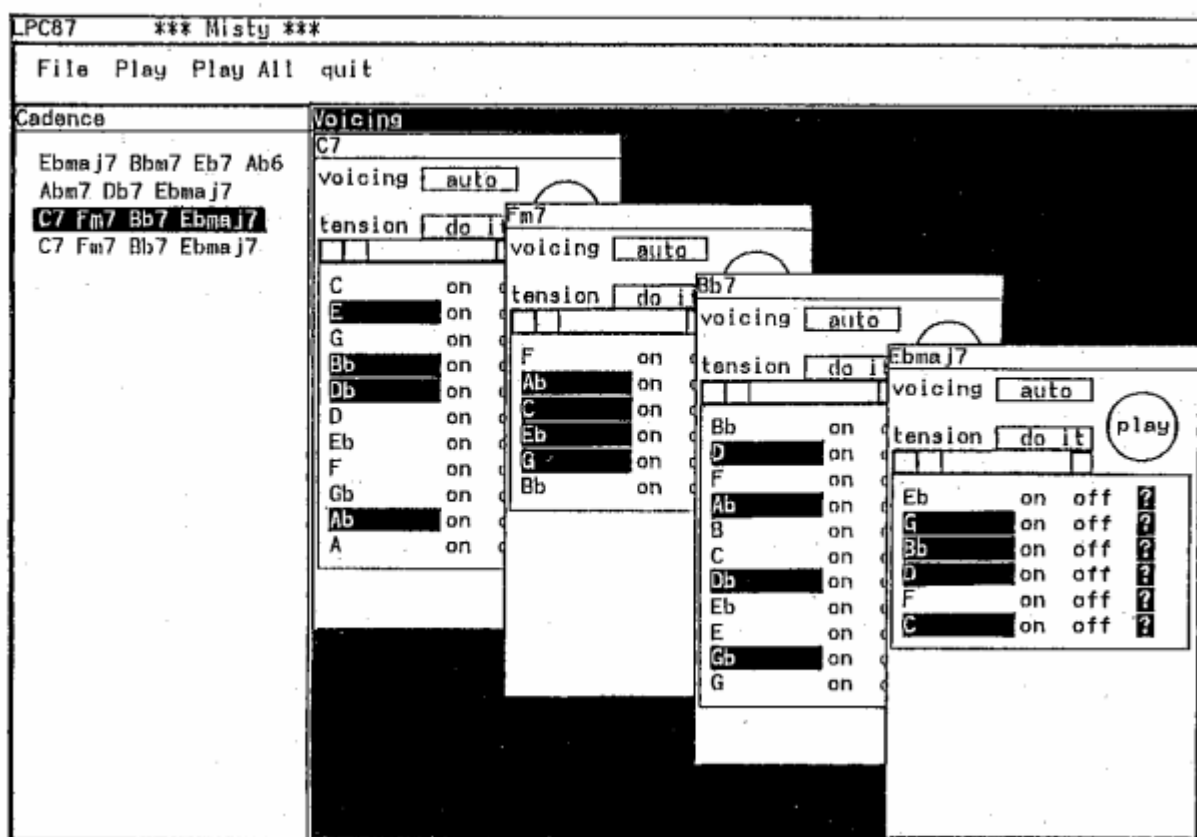 LPC87 *** Misty ***
File Play Play All quit
Cadence
Ebmaj7 Bbm7 Eb7 Ab6
Abm7 Db7 Ebmaj7
C7 Fm7 Bb7 Ebmaj7
C7 Fm7 Bb7 Ebmaj7
Voicing
C7
voicing auto
tension do it
C on
E on
G on
Bb on
Db on
D on
Eb on
F on
Gb on
Ab on
A on
Fm7
voicing auto
tension do i
F on
Ab on
C on
Eb on
G on
Bb on
Bb7
voicing auto
tension do it
Bb on
D on
F on
Ab on
B on
C on
Db on
Eb on
E on
Gb on
G on
Ebmaj7
voicing auto
tension do it
play
Eb on off ?
G on off ?
Bb on off ?
D on off ?
F on off ?
C on off ?